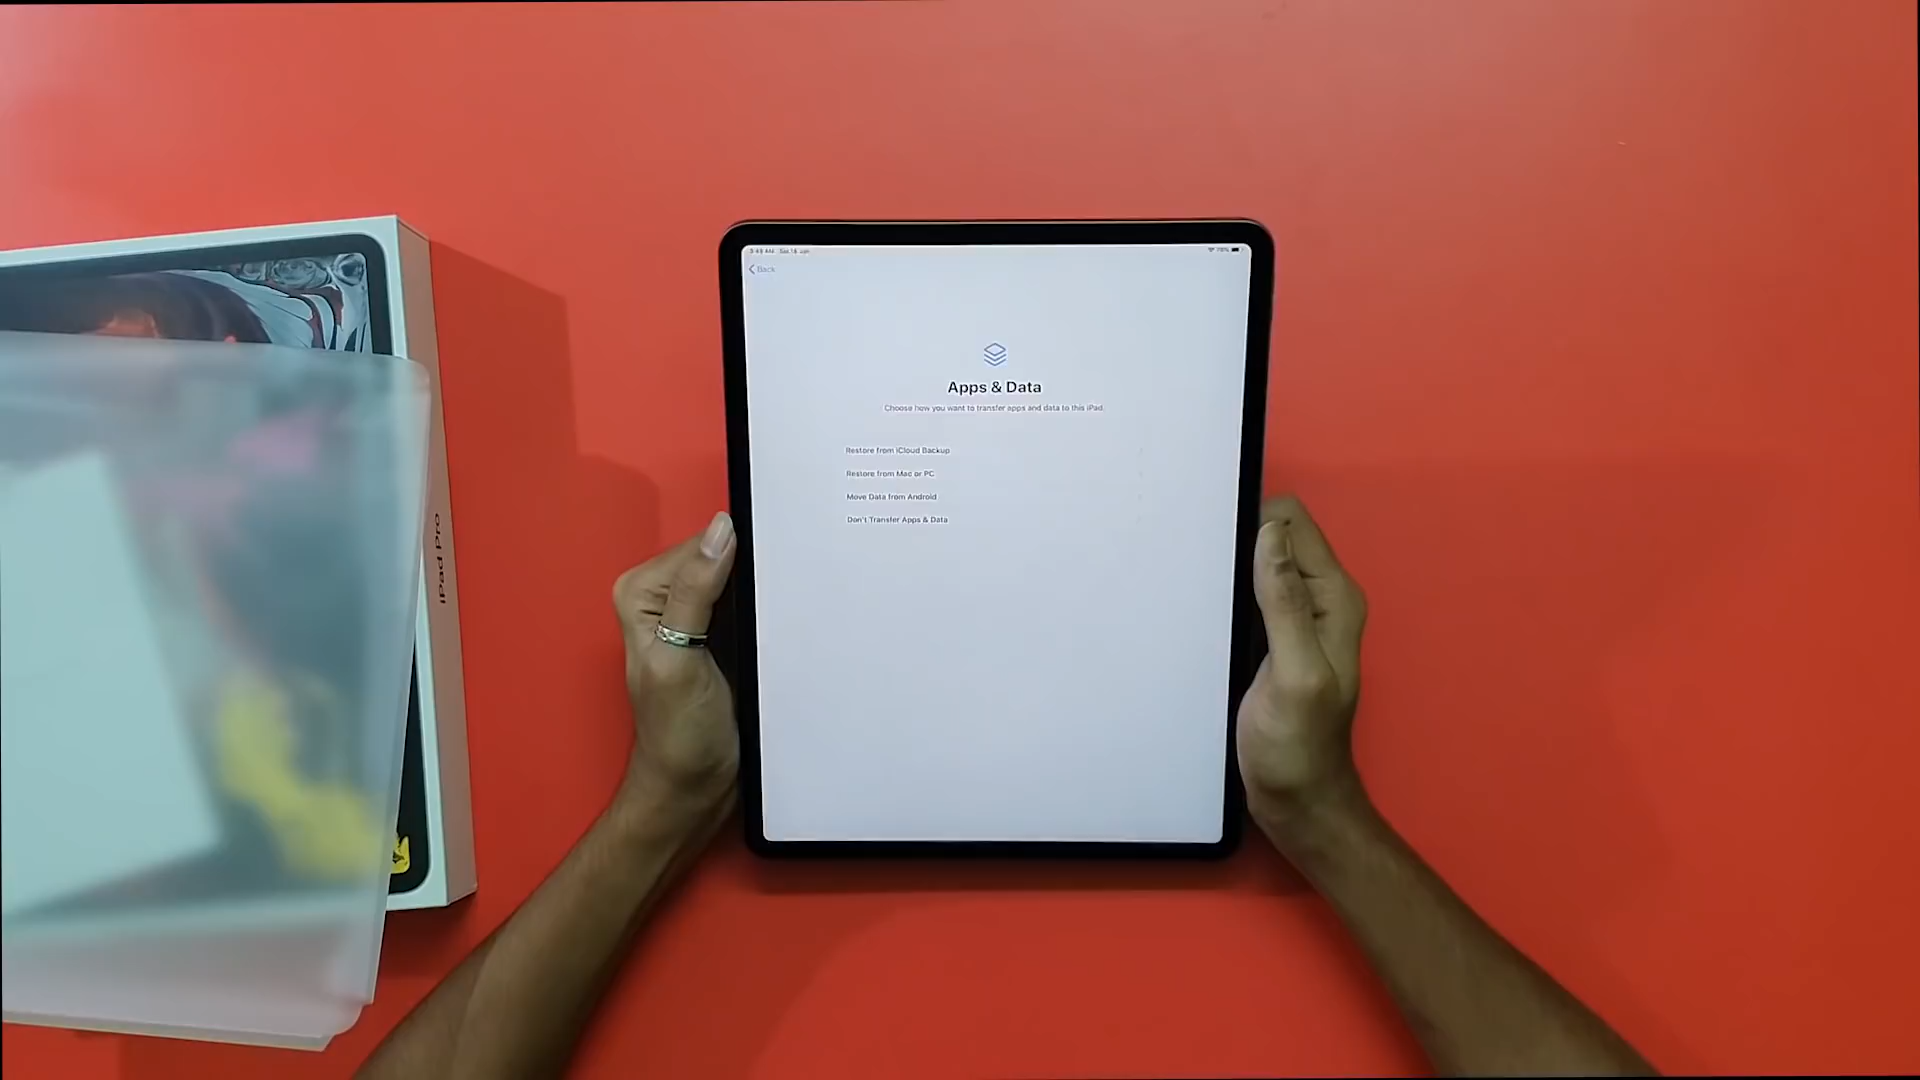 Back
Apps & Data
Choose how you want to transfer apps and data to this iPad.
Restore from iCloud Backup
Restore from Mac or PC
Move Data from Android
Don't Transfer Apps & Data
iPad Pro